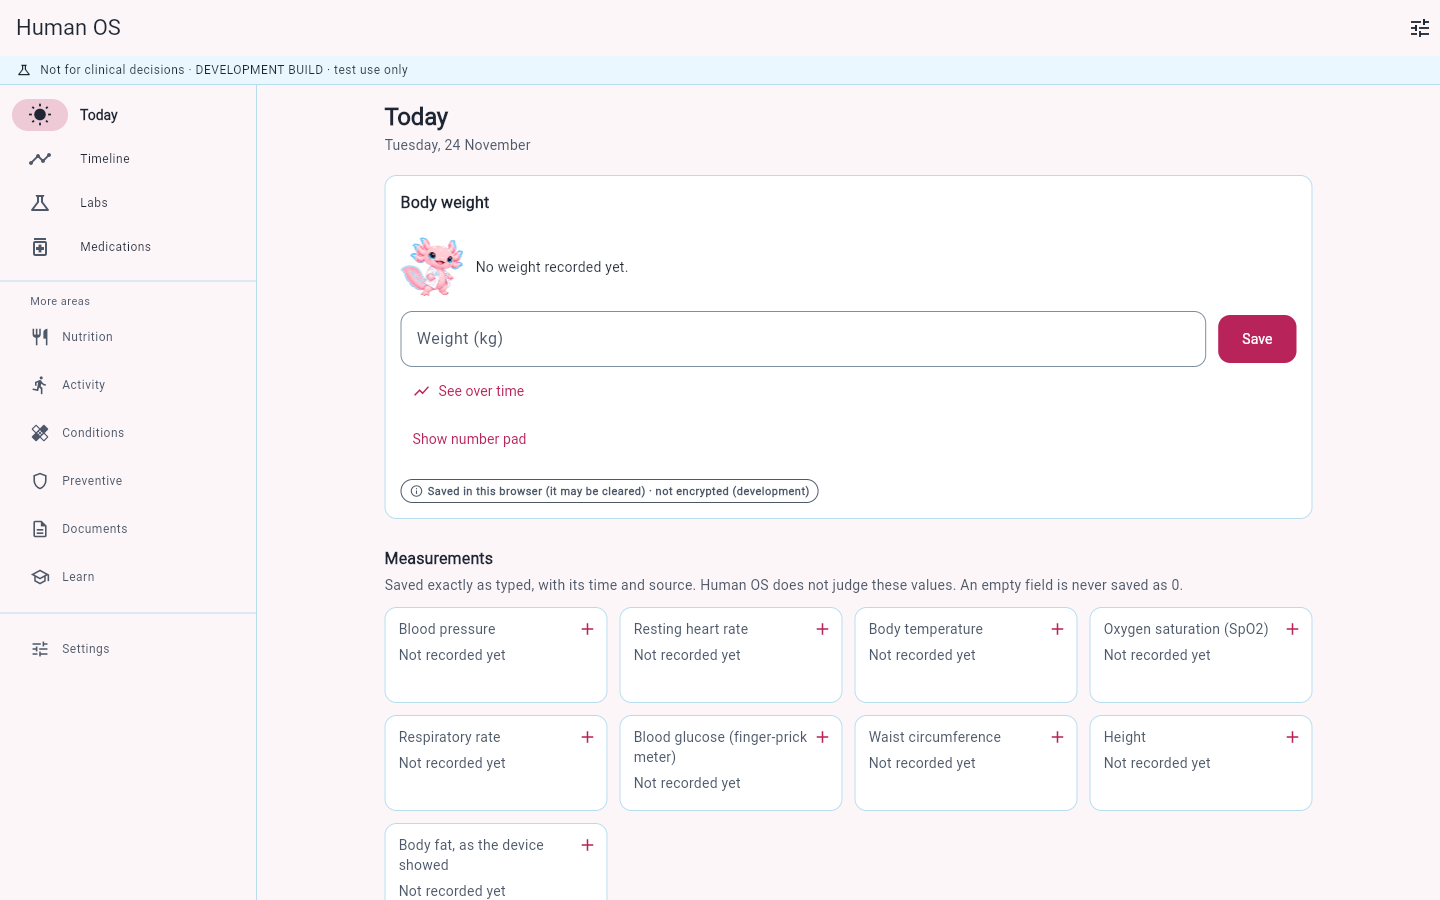 Human OS
Not for clinical decisions · DEVELOPMENT BUILD · test use only
Today
Timeline
Labs
Medications
More areas
Nutrition
Activity
Conditions
Preventive
Documents
Learn
Settings
Today
Tuesday, 24 November
Body weight
No weight recorded yet.
Weight (kg)
Save
See over time
Show number pad
Saved in this browser (it may be cleared) · not encrypted (development)
Measurements
Saved exactly as typed, with its time and source. Human OS does not judge these values. An empty field is never saved as 0.
Blood pressure
Not recorded yet
Resting heart rate
Not recorded yet
Body temperature
Not recorded yet
Oxygen saturation (SpO2)
Not recorded yet
Respiratory rate
Not recorded yet
Blood glucose (finger-prick
meter)
Not recorded yet
Waist circumference
Not recorded yet
Height
Not recorded yet
Body fat, as the device
showed
Not recorded yet